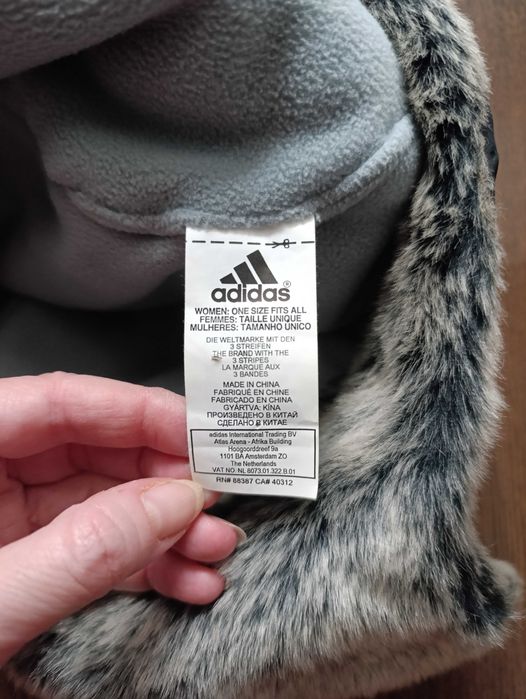 adidas®
WOMEN: ONE SIZE FITS ALL
FEMMES: TAILLE UNIQUE
MULHERES: TAMANHO UNICO
DIE WELTMARKE MIT DEN
3 STREIFEN
THE BRAND WITH THE
3 STRIPES
LA MARQUE AUX
3 BANDES
MADE IN CHINA
FABRIQUÉ EN CHINE
FABRICADO EN CHINA
GYÁRTVA: KÍNA
ПРОИЗВЕДЕНО В КИТАЙ
СДЕЛАНО В КИТАЕ
adidas International Trading BV
Atlas Arena - Afrika Building
Hoogoorddreef 9a
1101 BA Amsterdam ZO
The Netherlands
VAT NO. NL 8073.01.322.B.01
RN# 88387 CA# 40312